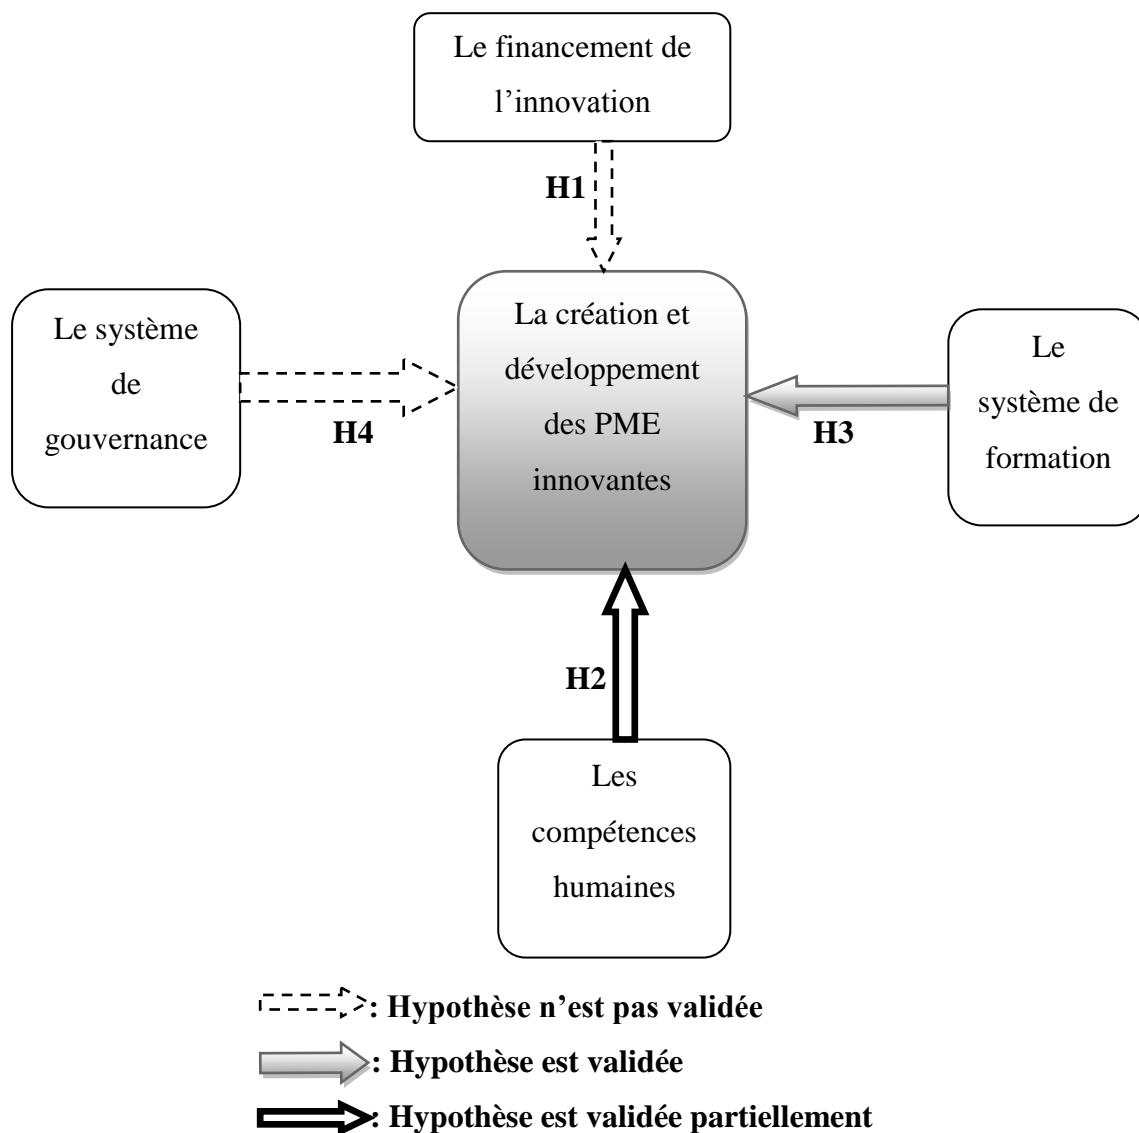 Le financement de
l’innovation
H1
Le système
de
gouvernance
H4
La création et
développement
des PME
innovantes
H3
Le
système de
formation
H2
Les
compétences
humaines
: Hypothèse n’est pas validée
: Hypothèse est validée
: Hypothèse est validée partiellement